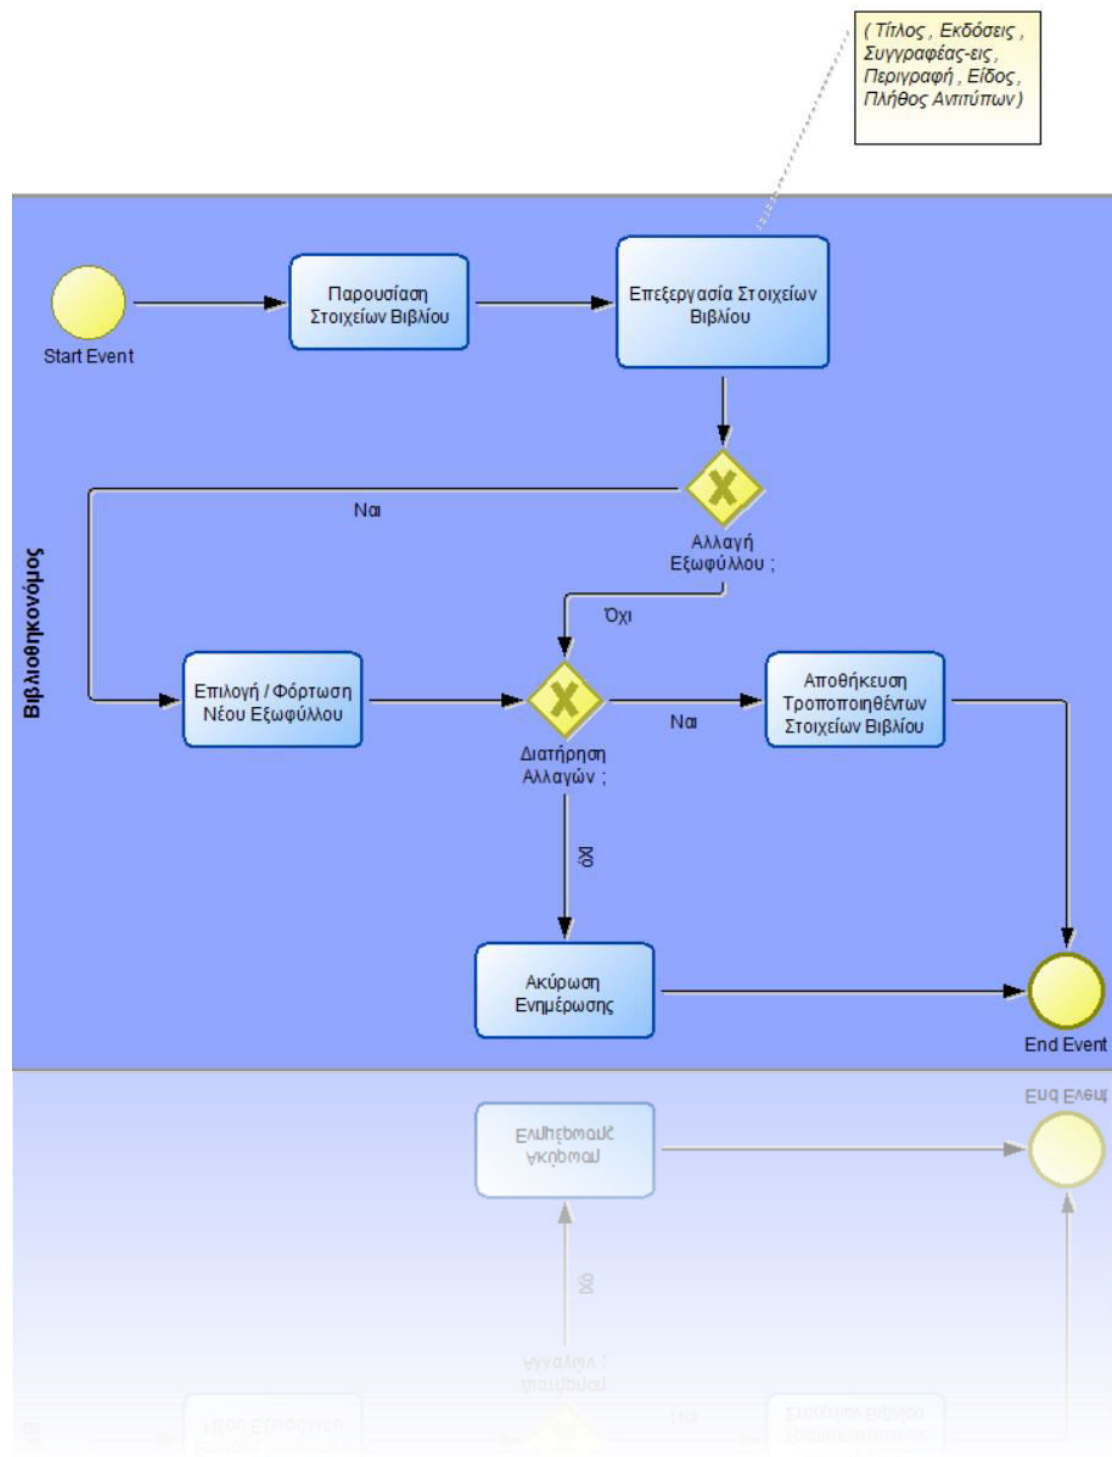 ( Τίτλος , Εκδόσεις ,
Συγγραφέας-εις ,
Περιγραφή , Είδος ,
Πλήθος Αντιτύπων )
Παρουσίαση
Στοιχείων Βιβλίου
Επεξεργασία Στοιχείων
Βιβλίου
Start Event
Ναι
Αλλαγή
Εξωφύλλου ;
Όχι
Βιβλιοθηκονόμος
Επιλογή / Φόρτωση
Νέου Εξωφύλλου
Ναι
Αποθήκευση
Τροποποιηθέντων
Στοιχείων Βιβλίου
Διατήρηση
Αλλαγών ;
Όχι
Ακύρωση
Ενημέρωσης
End Event